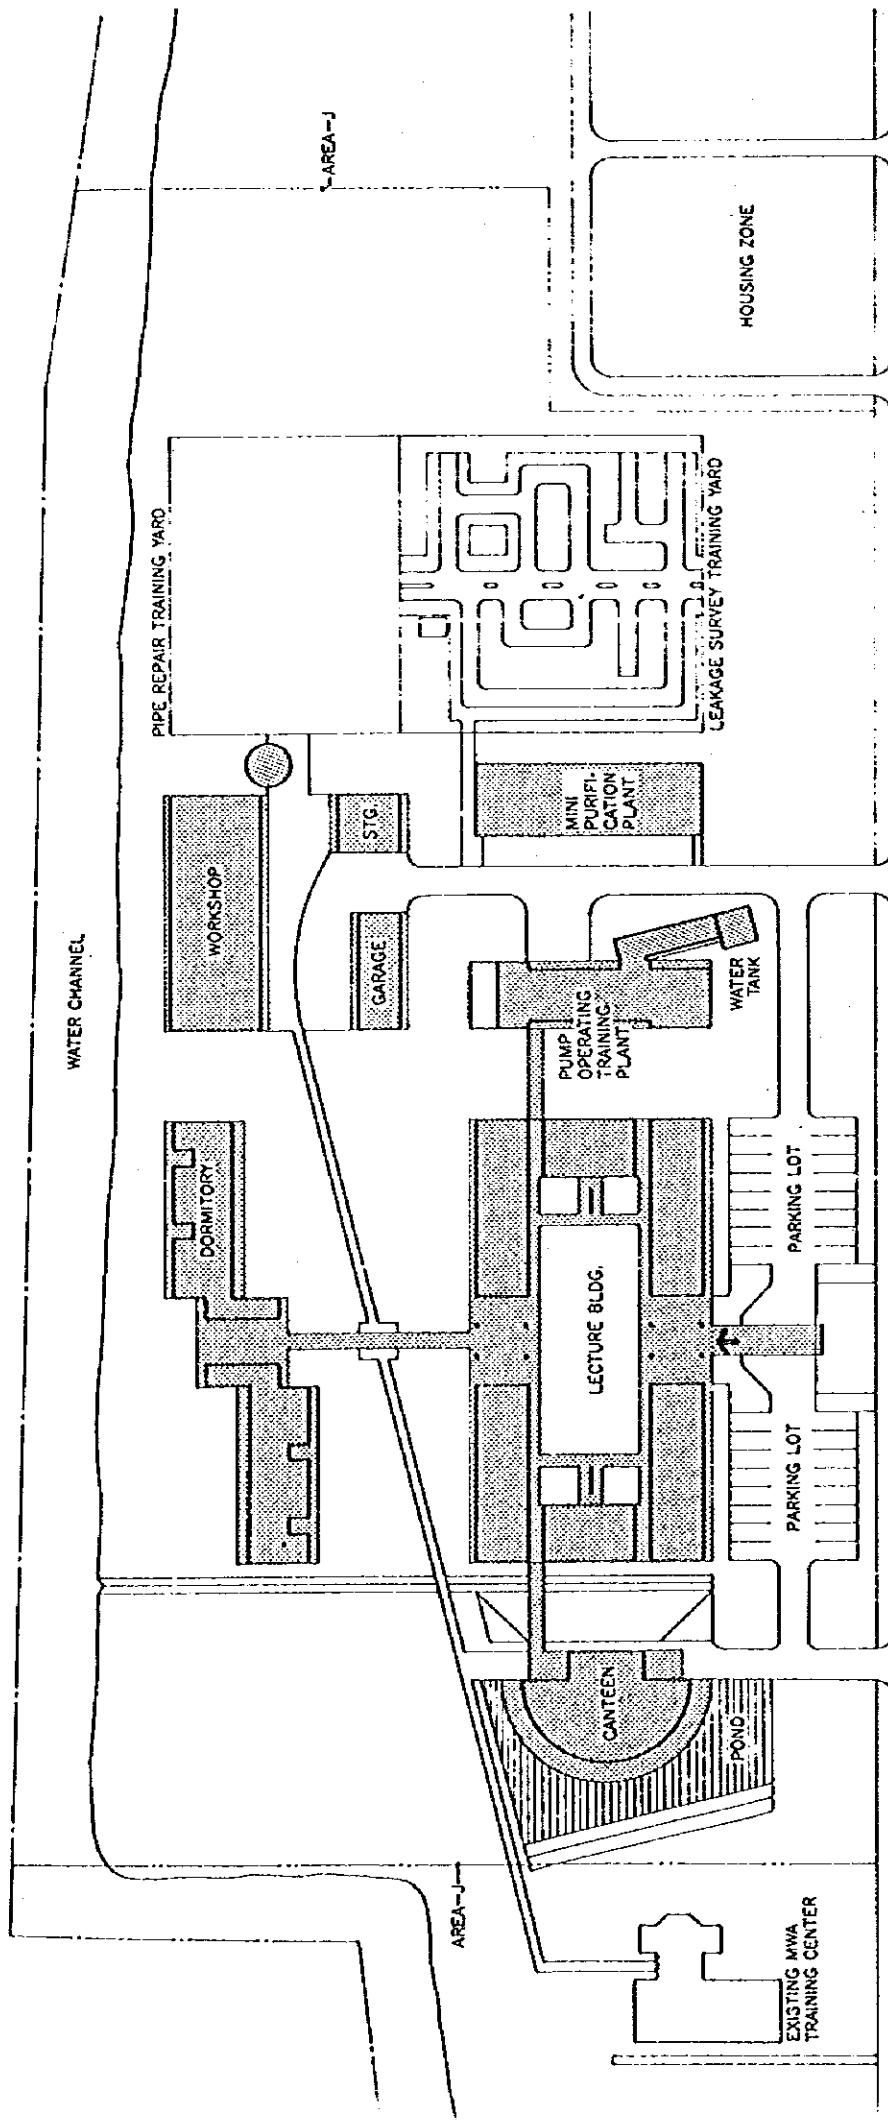 WATER CHANNEL
AREA-J
PIPE REPAIR TRAINING YARD
HOUSING ZONE
LEAKAGE SURVEY TRAINING YARD
WORKSHOP
STG.
GARAGE
MINI
PURIFI-
CATION
PLANT
WATER
TANK
PUMP
OPERATING
TRAINING
PLANT
DORMITORY
LECTURE BLDG.
PARKING LOT
PARKING LOT
CANTEEN
POND
AREA-J
EXISTING MWA
TRAINING CENTER